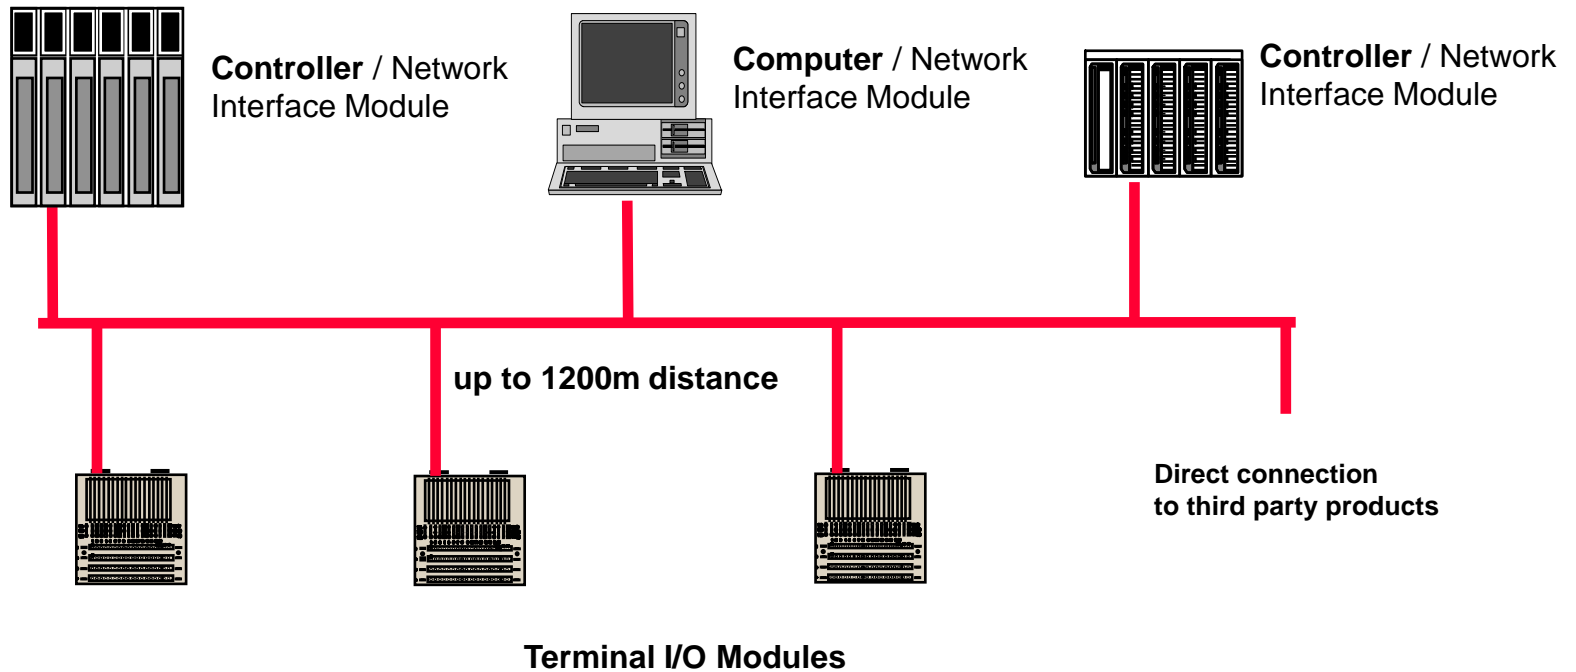 Controller / Network
Interface Module
Computer / Network
Interface Module
Controller / Network
Interface Module
up to 1200m distance
Direct connection
to third party products
Terminal I/O Modules